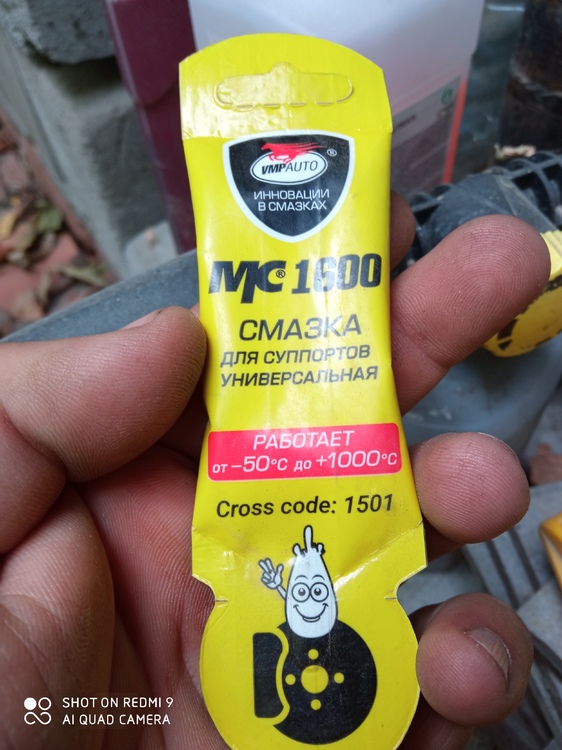 VMPAUTO®
ИННОВАЦИИ
В СМАЗКАХ
МС® 1600
СМАЗКА
ДЛЯ СУППОРТОВ
УНИВЕРСАЛЬНАЯ
РАБОТАЕТ
от –50°С до +1000°С
Cross code: 1501
SHOT ON REDMI 9
AI QUAD CAMERA